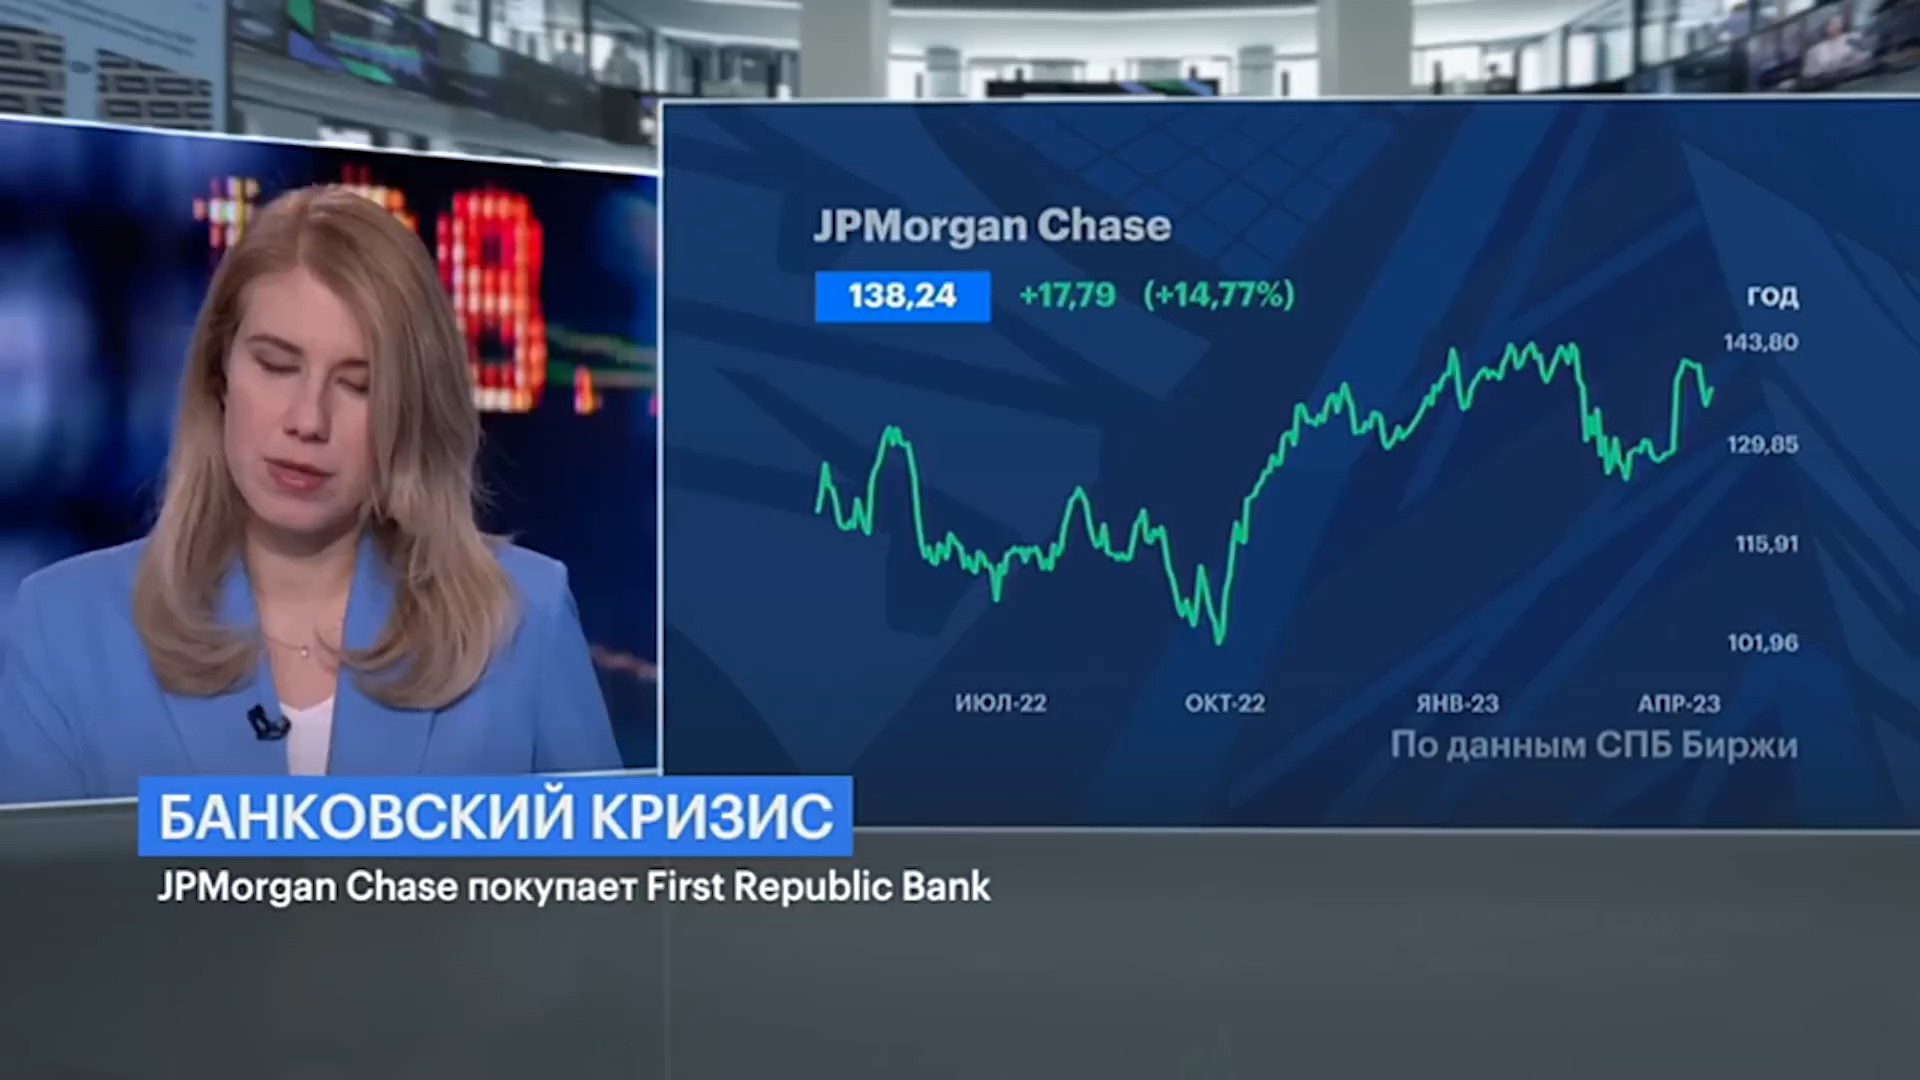 JPMorgan Chase
138,24 +17,79 (+14,77%)
ГОД
143,80
129,85
115,91
101,96
ИЮЛ-22 ОКТ-22 ЯНВ-23 АПР-23
По данным СПБ Биржи
БАНКОВСКИЙ КРИЗИС
JPMorgan Chase покупает First Republic Bank